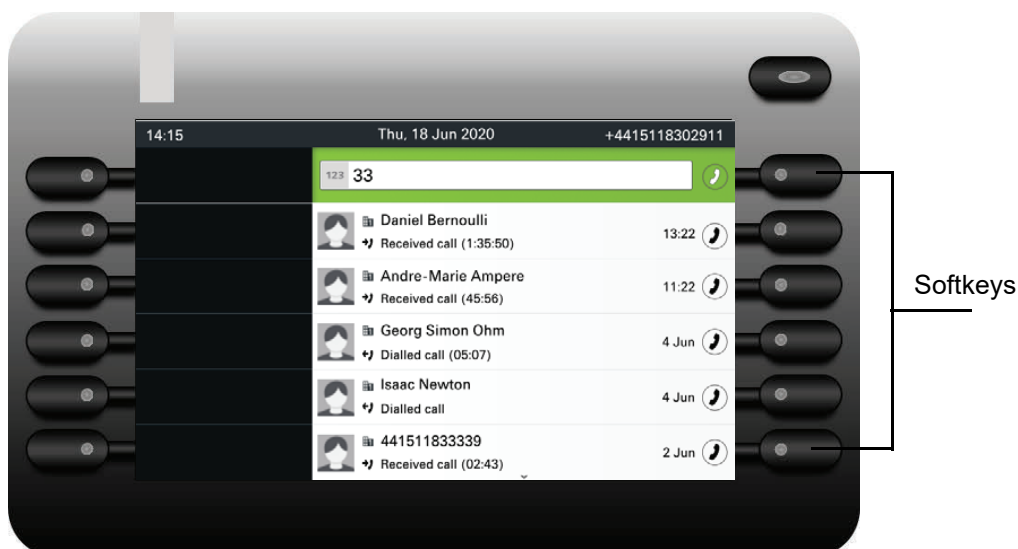 14:15 Thu, 18 Jun 2020 +4415118302911
123 33
Daniel Bernoulli
Received call (1:35:50) 13:22
Andre-Marie Ampere
Received call (45:56) 11:22
Georg Simon Ohm
Dialled call (05:07) 4 Jun
Isaac Newton
Dialled call 4 Jun
441511833339
Received call (02:43) 2 Jun
Softkeys